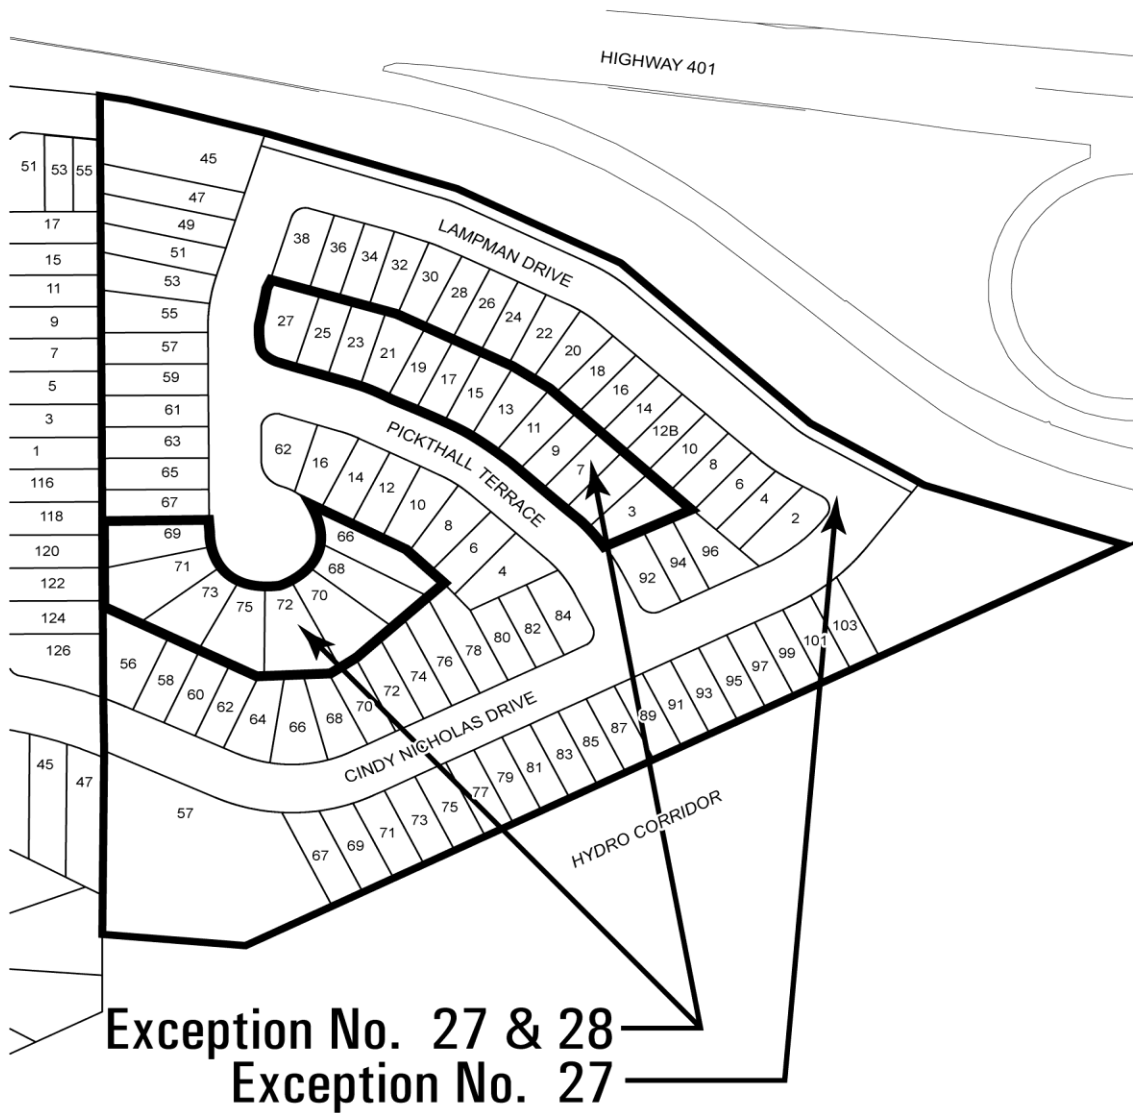 HIGHWAY 401
LAMPMAN DRIVE
PICKTHALL TERRACE
CINDY NICHOLAS DRIVE
HYDRO CORRIDOR
51 53 55
17
15
11
9
7
5
3
1
116
118
120
122
124
126
45 47
45
47
49
51
53
55
57
59
61
63
65
67
69
71
73
75
72
70
68
66
38 36 34 32 30 28 26 24 22 20 18 16 14 12B 10 8 6 4 2
27 25 23 21 19 17 15 13 11 9 7 3
62 16 14 12 10 8 6 4
92 94 96
56 58 60 62 64 66 68 70 72 74 76 78 80 82 84
57
67 69 71 73 75 77 79 81 83 85 87 89 91 93 95 97 99 101 103
Exception No. 27 & 28
Exception No. 27